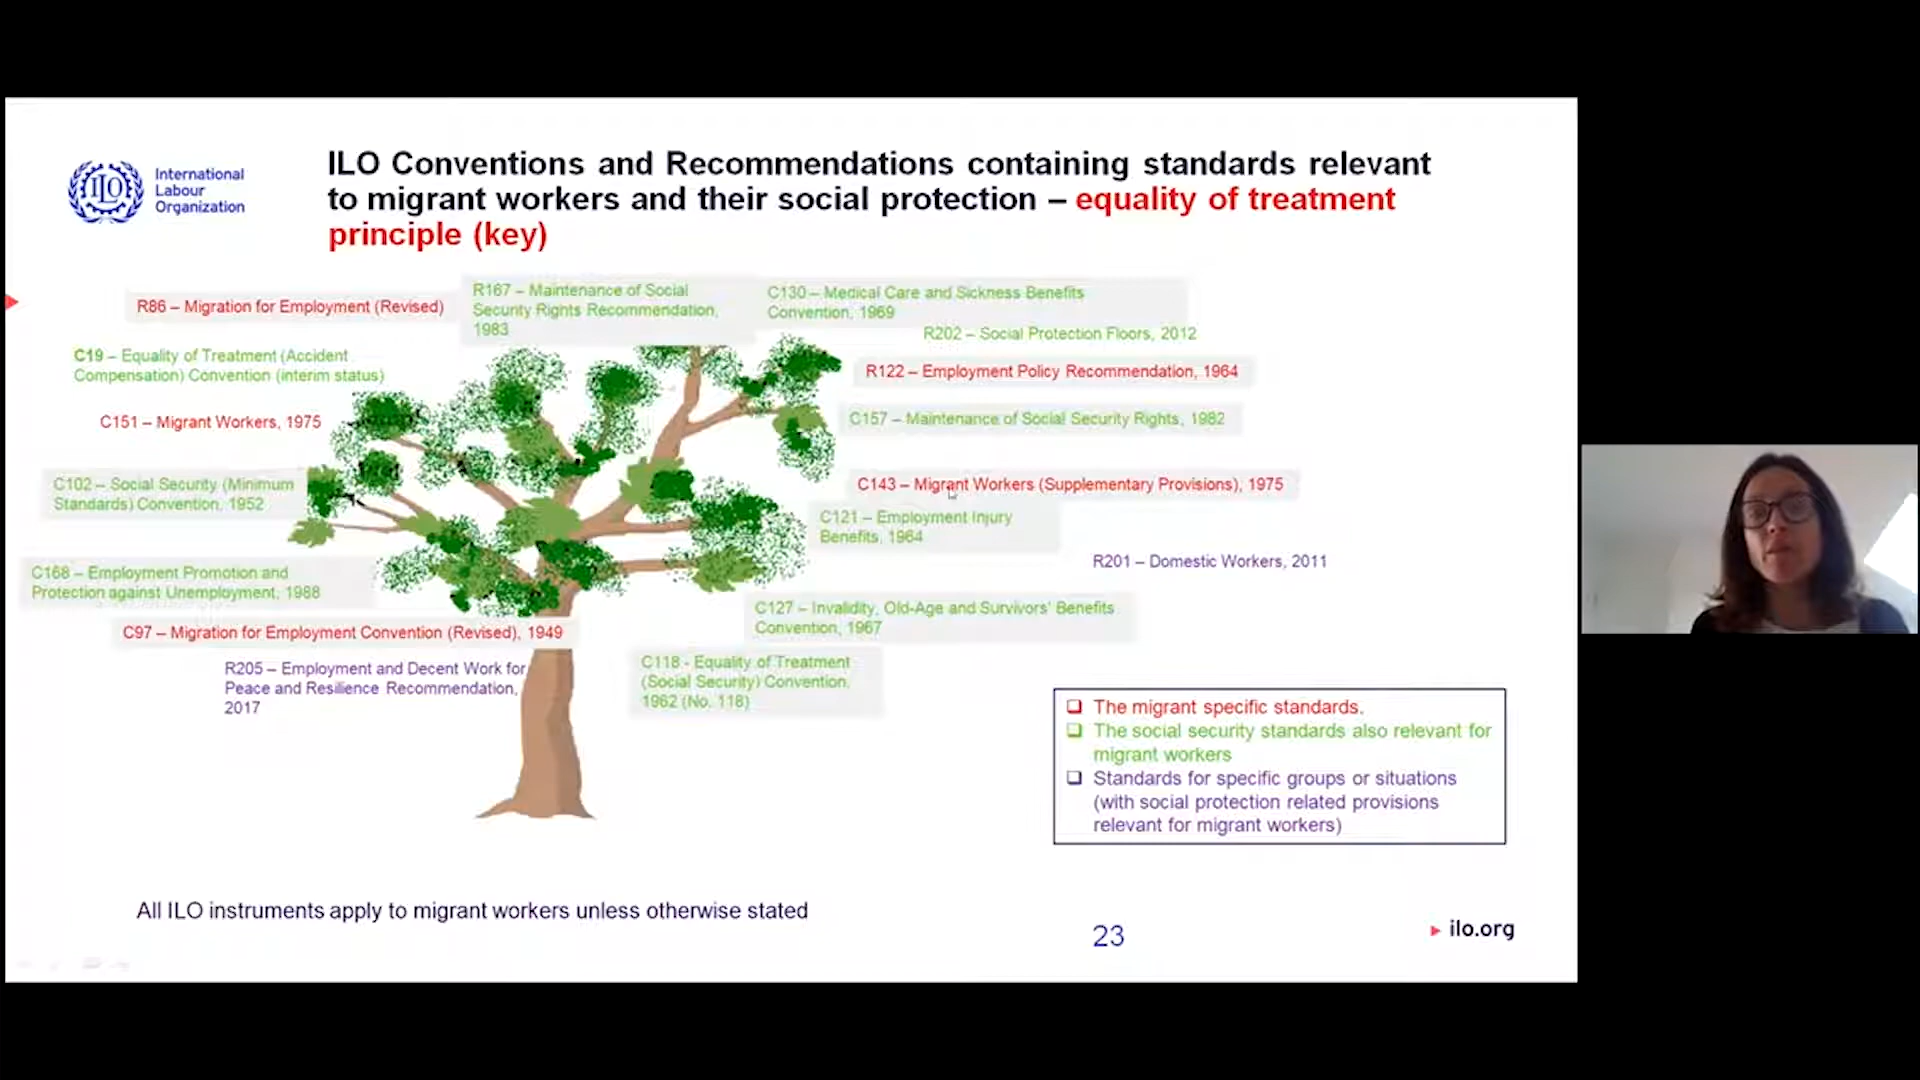 ILO
International
Labour
Organization
ILO Conventions and Recommendations containing standards relevant
to migrant workers and their social protection – equality of treatment
principle (key)
R86 – Migration for Employment (Revised)
R167 – Maintenance of Social
Security Rights Recommendation,
1983
C130 – Medical Care and Sickness Benefits
Convention, 1969
R202 – Social Protection Floors, 2012
C19 – Equality of Treatment (Accident
Compensation) Convention (interim status)
R122 – Employment Policy Recommendation, 1964
C151 – Migrant Workers, 1975
C157 – Maintenance of Social Security Rights, 1982
C102 – Social Security (Minimum
Standards) Convention, 1952
C143 – Migrant Workers (Supplementary Provisions), 1975
C121 – Employment Injury
Benefits, 1964
R201 – Domestic Workers, 2011
C168 – Employment Promotion and
Protection against Unemployment, 1988
C127 – Invalidity, Old-Age and Survivors' Benefits
Convention, 1967
C97 – Migration for Employment Convention (Revised), 1949
R205 – Employment and Decent Work for
Peace and Resilience Recommendation,
2017
C118 - Equality of Treatment
(Social Security) Convention,
1962 (No. 118)
The migrant specific standards.
The social security standards also relevant for
migrant workers
Standards for specific groups or situations
(with social protection related provisions
relevant for migrant workers)
All ILO instruments apply to migrant workers unless otherwise stated
23
ilo.org